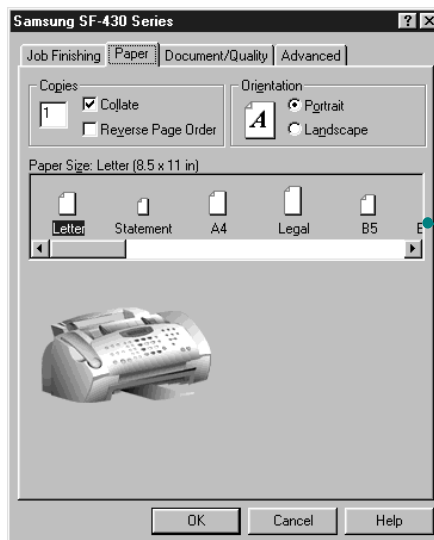 Samsung SF-430 Series
Job Finishing Paper Document/Quality Advanced
Copies
1
Collate
Reverse Page Order
Orientation
A
Portrait
Landscape
Paper Size: Letter (8.5 x 11 in)
Letter Statement A4 Legal B5
OK Cancel Help